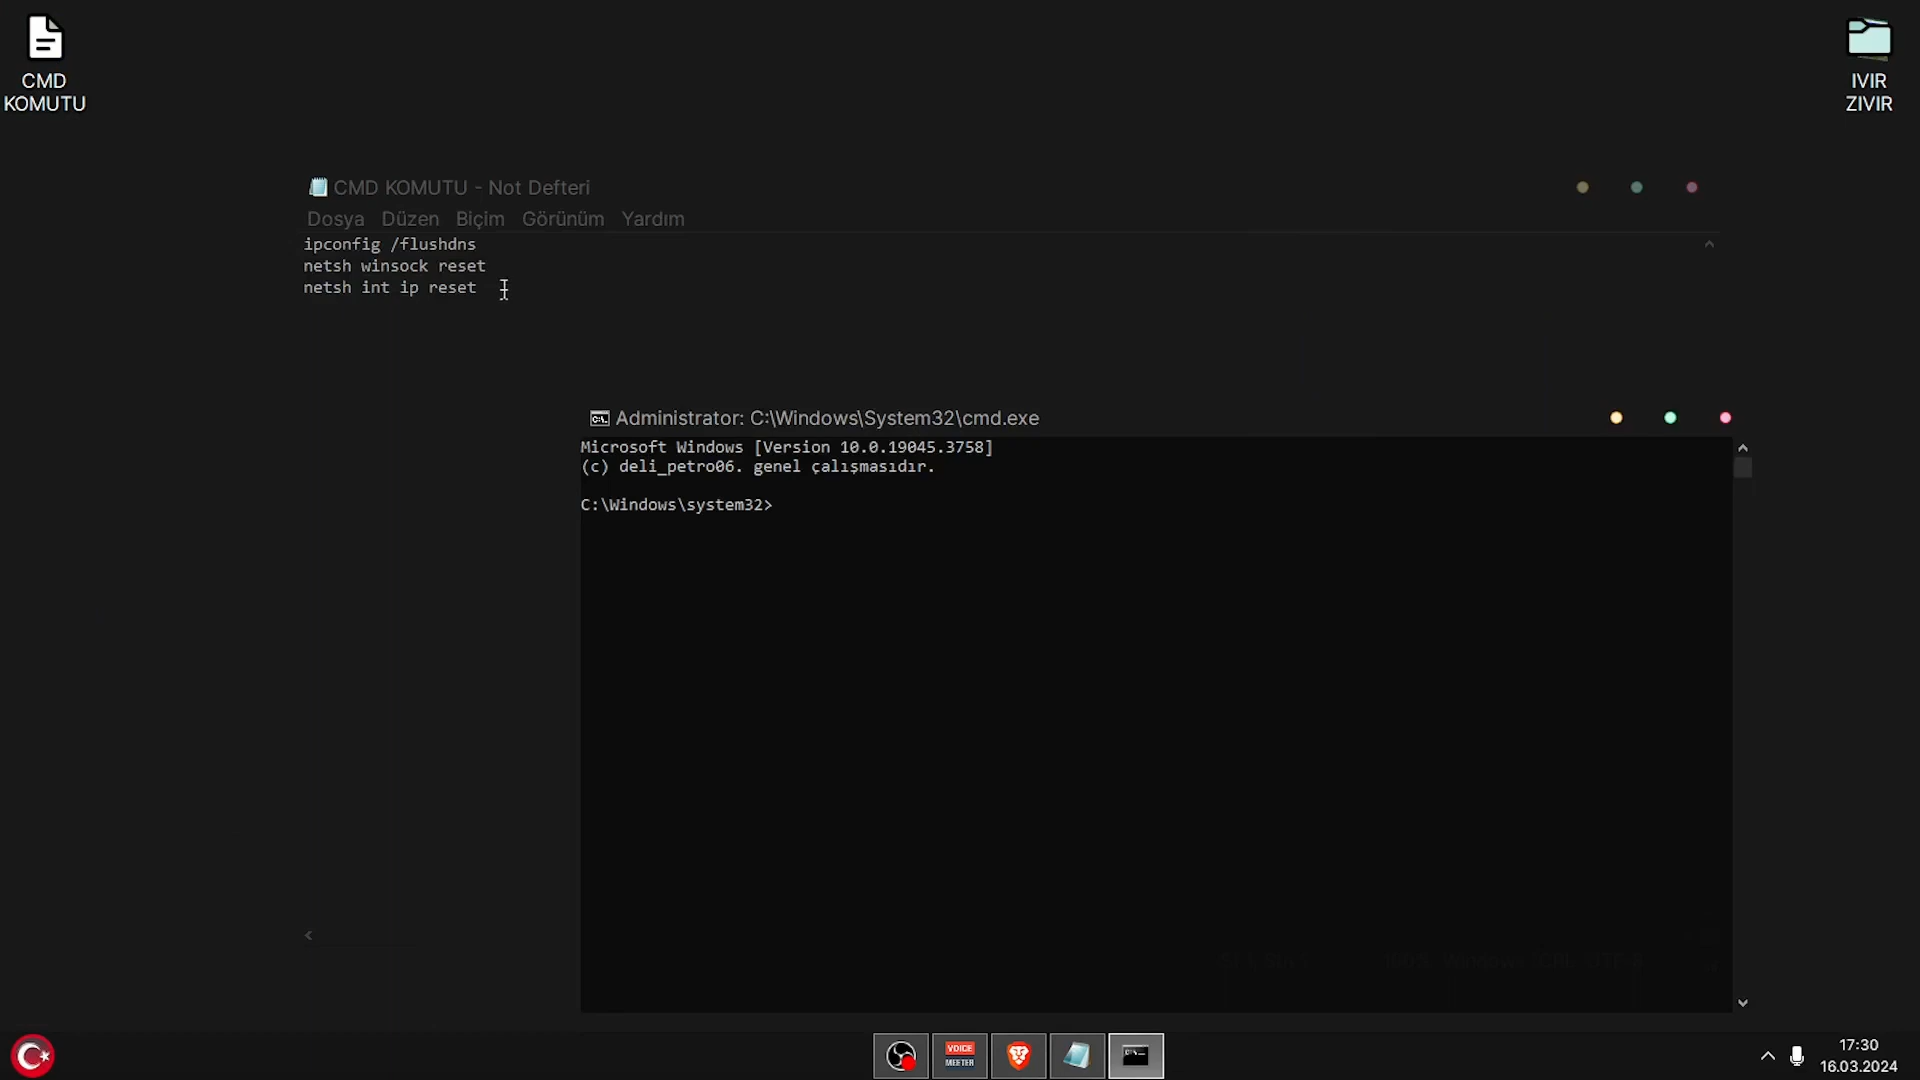 CMD
KOMUTU
IVIR
ZIVIR
CMD KOMUTU - Not Defteri
Dosya Düzen Biçim Görünüm Yardım
ipconfig /flushdns
netsh winsock reset
netsh int ip reset
Administrator: C:\Windows\System32\cmd.exe
Microsoft Windows [Version 10.0.19045.3758]
(c) deli_petro06. genel çalışmasıdır.
C:\Windows\system32>
VOICE
MEETER
17:30
16.03.2024